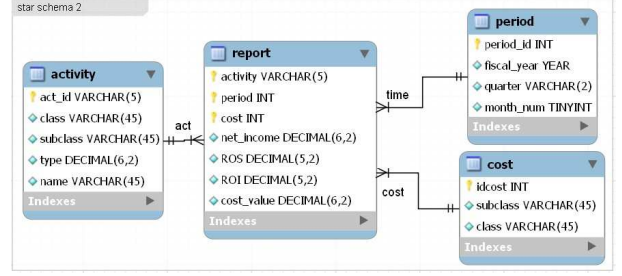 star schema 2
activity
act_id VARCHAR(5)
class VARCHAR(45)
subclass VARCHAR(45)
type DECIMAL(6,2)
name VARCHAR(45)
Indexes
act
report
activity VARCHAR(5)
period INT
cost INT
net_income DECIMAL(6,2)
ROS DECIMAL(5,2)
ROI DECIMAL(5,2)
cost_value DECIMAL(6,2)
Indexes
time
cost
period
period_id INT
fiscal_year YEAR
quarter VARCHAR(2)
month_num TINYINT
Indexes
cost
idcost INT
subclass VARCHAR(45)
class VARCHAR(45)
Indexes